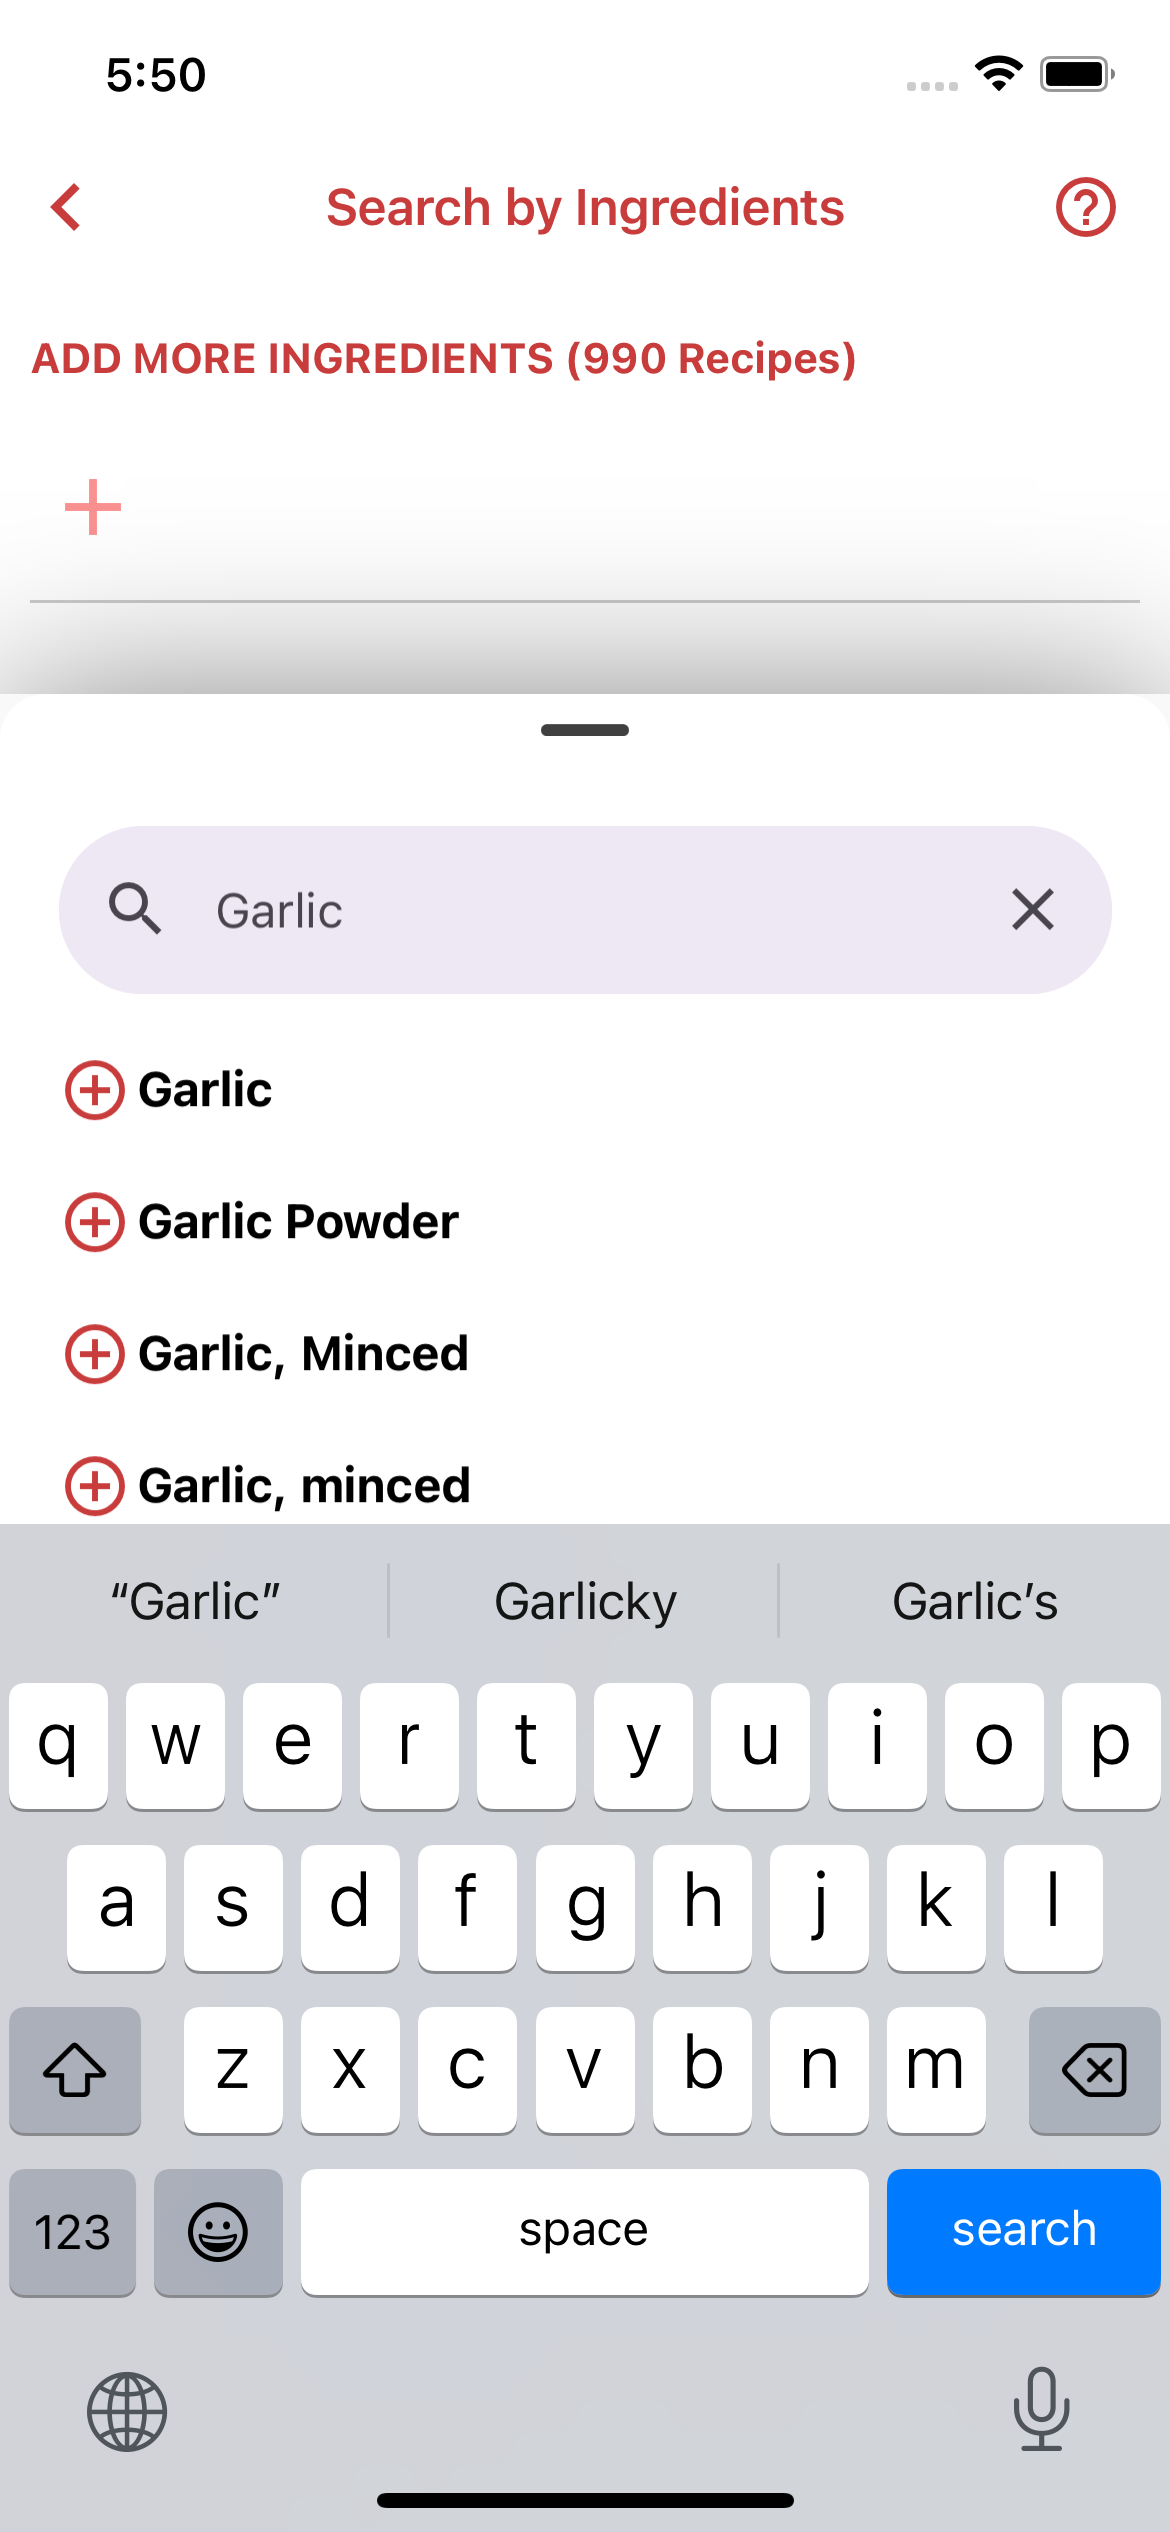 5:50
Search by Ingredients
ADD MORE INGREDIENTS (990 Recipes)
Garlic
Garlic
Garlic Powder
Garlic, Minced
Garlic, minced
“Garlic” Garlicky Garlic’s
q w e r t y u i o p
a s d f g h j k l
z x c v b n m
123 space search